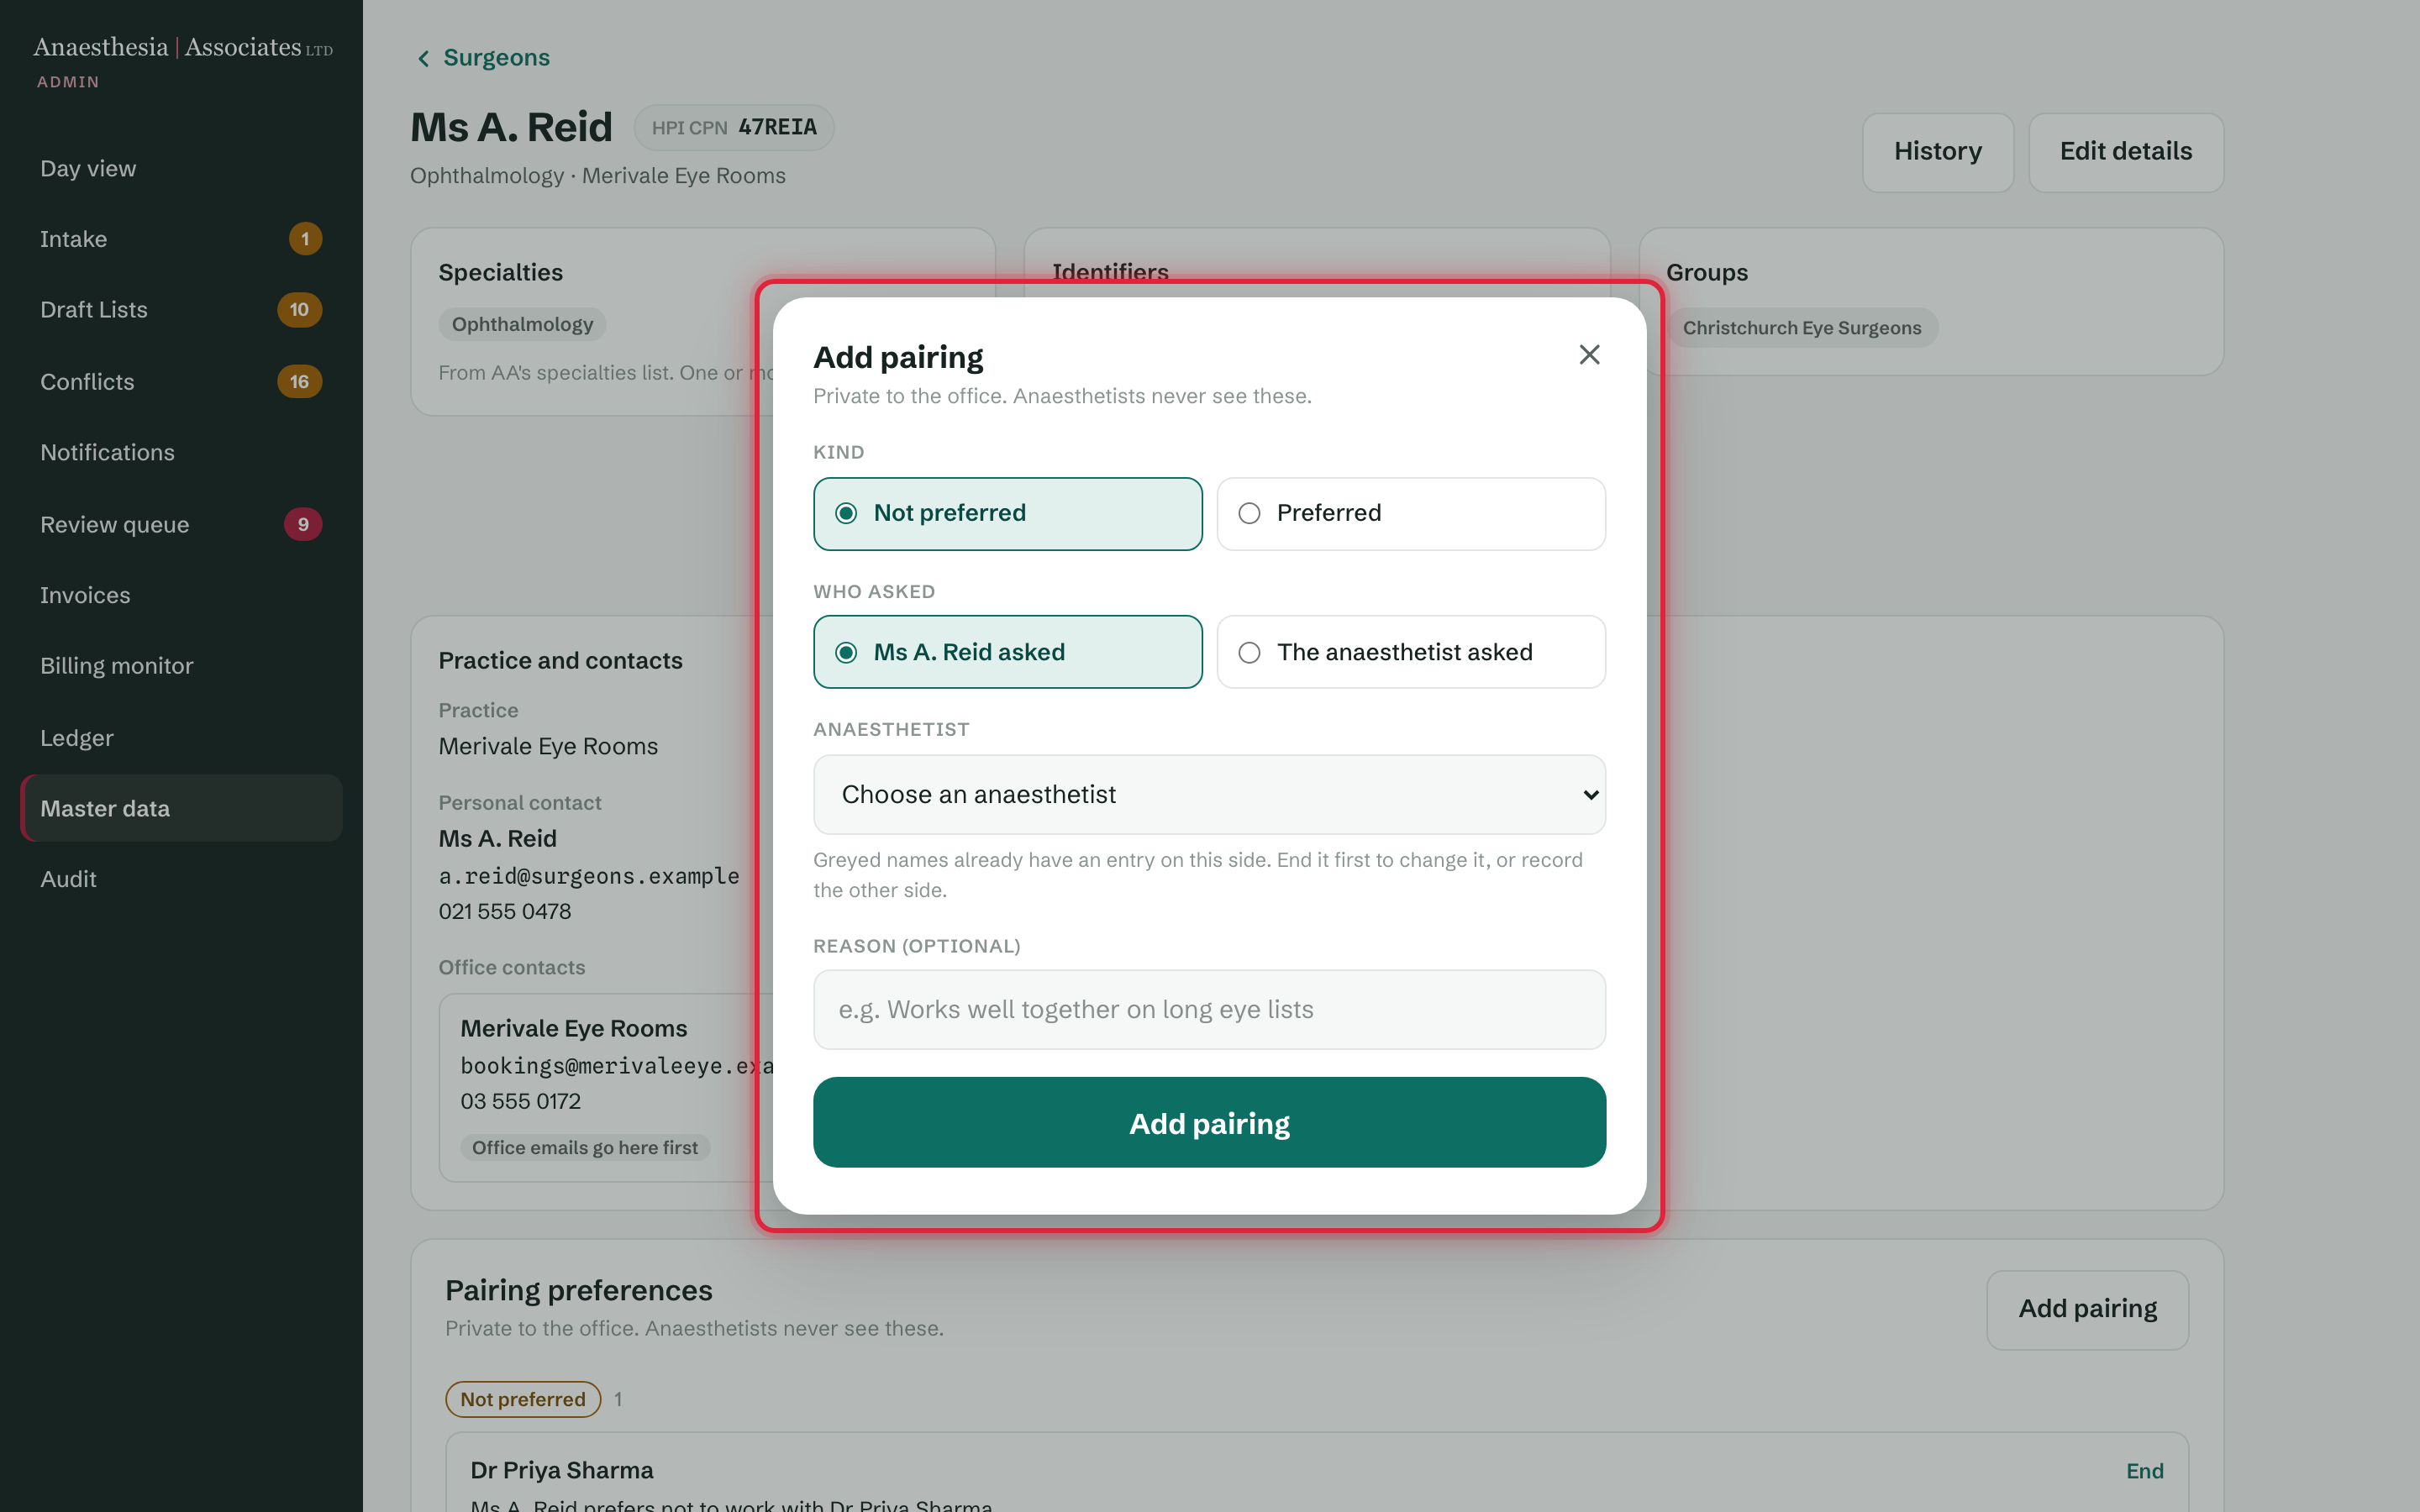 Anaesthesia | Associates LTD
ADMIN
Day view
Intake 1
Draft Lists 10
Conflicts 16
Notifications
Review queue 9
Invoices
Billing monitor
Ledger
Master data
Audit
Surgeons
Ms A. Reid HPI CPN 47REIA
Ophthalmology · Merivale Eye Rooms
History Edit details
Specialties
Ophthalmology
From AA's specialties list. One or
Identifiers
Groups
Christchurch Eye Surgeons
Practice and contacts
Practice
Merivale Eye Rooms
Personal contact
Ms A. Reid
a.reid@surgeons.example
021 555 0478
Office contacts
Merivale Eye Rooms
bookings@merivaleeye.exa
03 555 0172
Office emails go here first
Add pairing
Private to the office. Anaesthetists never see these.
KIND
Not preferred Preferred
WHO ASKED
Ms A. Reid asked The anaesthetist asked
ANAESTHETIST
Choose an anaesthetist
Greyed names already have an entry on this side. End it first to change it, or record
the other side.
REASON (OPTIONAL)
e.g. Works well together on long eye lists
Add pairing
Pairing preferences
Private to the office. Anaesthetists never see these.
Add pairing
Not preferred 1
Dr Priya Sharma
End
Ms A. Reid prefers not to work with Dr Priya Sharma